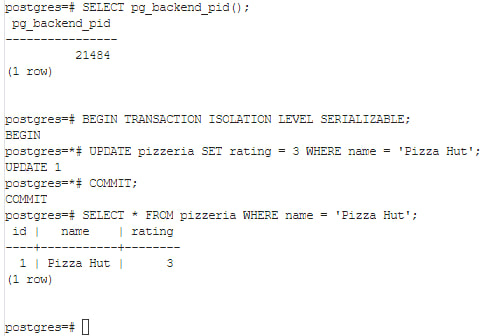 postgres=# SELECT pg_backend_pid();
 pg_backend_pid
----------------
          21484
(1 row)
postgres=# BEGIN TRANSACTION ISOLATION LEVEL SERIALIZABLE;
BEGIN
postgres=*# UPDATE pizzeria SET rating = 3 WHERE name = 'Pizza Hut';
UPDATE 1
postgres=*# COMMIT;
COMMIT
postgres=# SELECT * FROM pizzeria WHERE name = 'Pizza Hut';
 id |   name    | rating
----+-----------+--------
  1 | Pizza Hut |      3
(1 row)
postgres=#